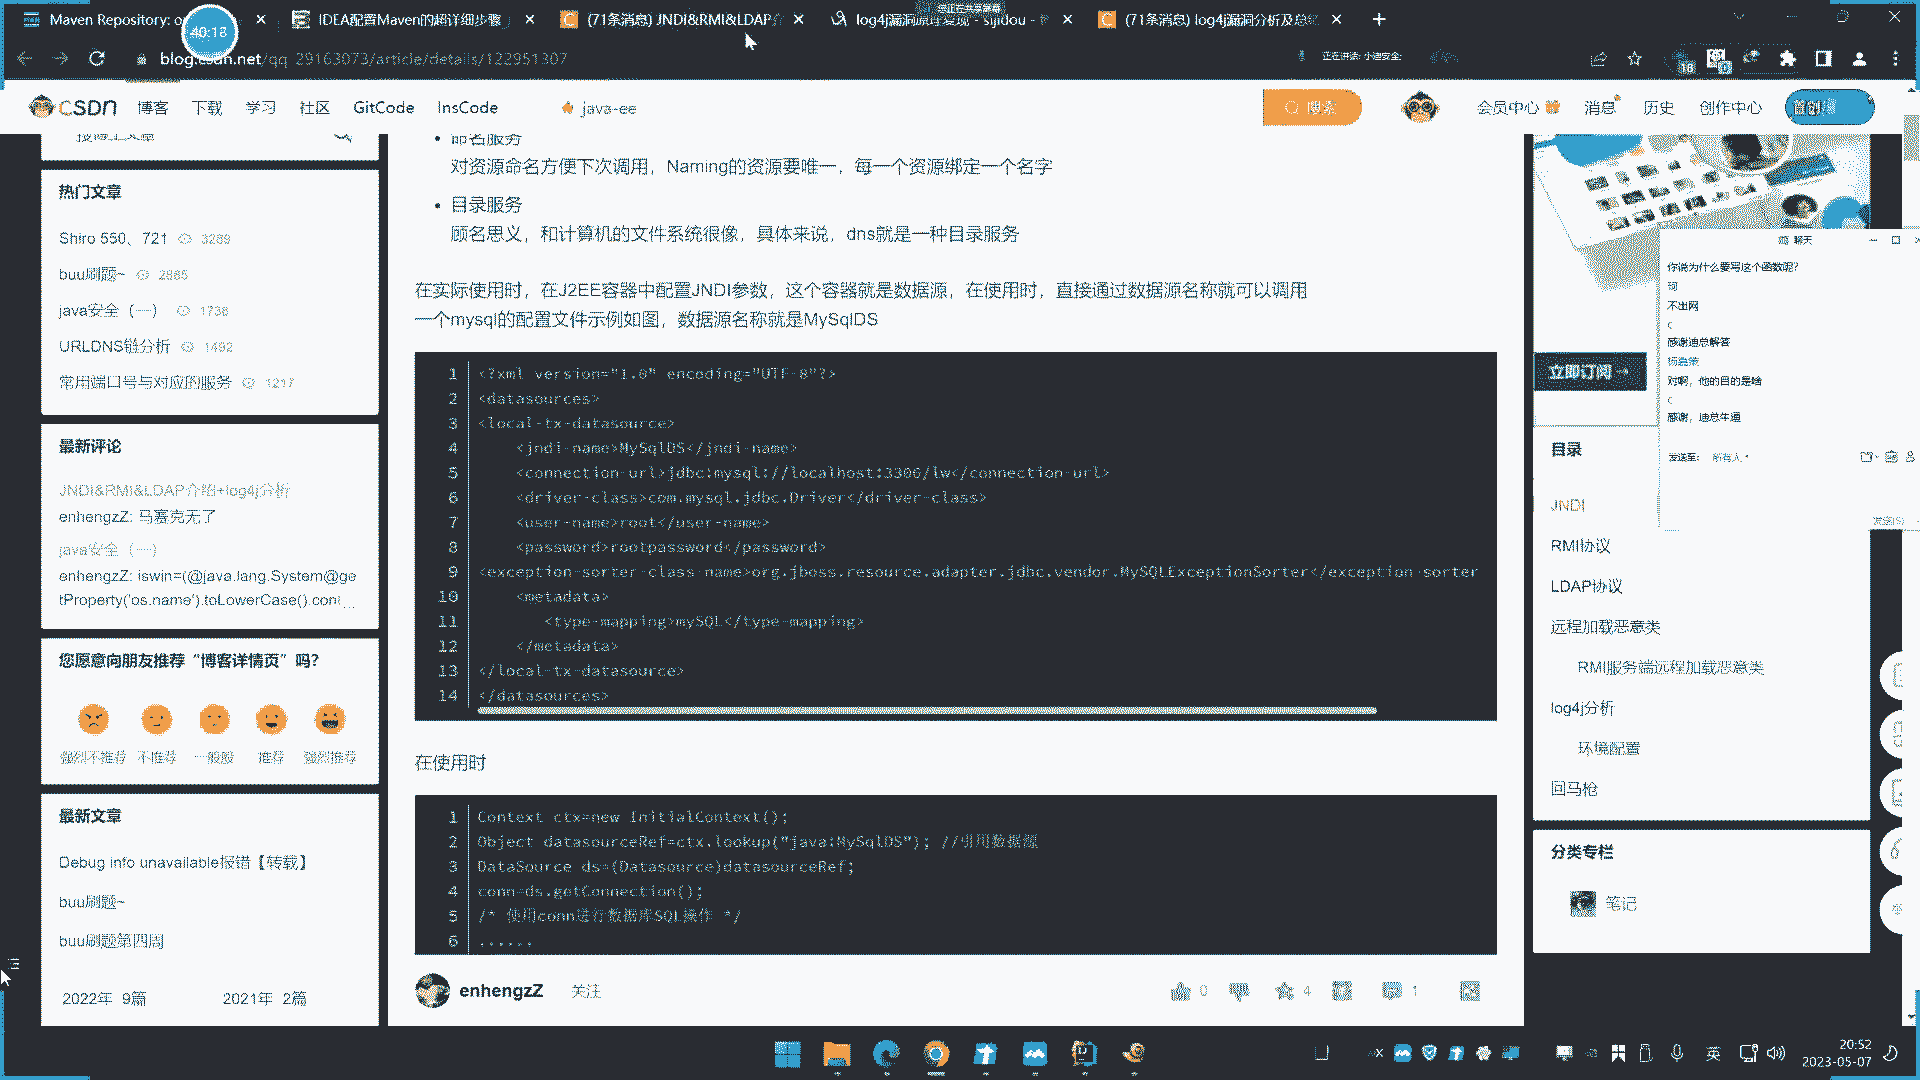 Maven Repository: o
IDEA配置Maven的超详细步骤
(71条消息) JNDI&RMI&LDAP介
log4j漏洞原理发现 - sijidou -
(71条消息) log4j漏洞分析及总结
40:18
blog.csdn.net/qq_29163073/article/details/122951307
正在讲话: 小迪安全;
CSDN 博客 下载 学习 社区 GitCode InsCode java-ee
搜索 会员中心 消息 历史 创作中心
热门文章
Shiro 550、721 3289
buu刷题~ 2885
java安全（一） 1736
URLDNS链分析 1492
常用端口号与对应的服务 1217
最新评论
JNDI&RMI&LDAP介绍+log4j分析
enhengzZ: 马赛克无了
java安全（一）
enhengzZ: iswin=(@java.lang.System@ge
tProperty('os.name').toLowerCase().cont...
您愿意向朋友推荐“博客详情页”吗？
强烈不推荐 不推荐 一般般 推荐 强烈推荐
最新文章
Debug info unavailable报错【转载】
buu刷题~
buu刷题第四周
2022年 9篇 2021年 2篇
命名服务
对资源命名方便下次调用，Naming的资源要唯一，每一个资源绑定一个名字
目录服务
顾名思义，和计算机的文件系统很像，具体来说，dns就是一种目录服务
在实际使用时，在J2EE容器中配置JNDI参数，这个容器就是数据源，在使用时，直接通过数据源名称就可以调用
一个mysql的配置文件示例如图，数据源名称就是MySqlDS
1 <?xml version="1.0" encoding="UTF-8"?>
2 <datasources>
3 <local-tx-datasource>
4 <jndi-name>MySqlDS</jndi-name>
5 <connection-url>jdbc:mysql://localhost:3306/lw</connection-url>
6 <driver-class>com.mysql.jdbc.Driver</driver-class>
7 <user-name>root</user-name>
8 <password>rootpassword</password>
9 <exception-sorter-class-name>org.jboss.resource.adapter.jdbc.vendor.MySQLExceptionSorter</exception-sorter
10 <metadata>
11 <type-mapping>mySQL</type-mapping>
12 </metadata>
13 </local-tx-datasource>
14 </datasources>
在使用时
1 Context ctx=new InitialContext();
2 Object datasourceRef=ctx.lookup("java:MySqlDS"); //引用数据源
3 DataSource ds=(Datasource)datasourceRef;
4 conn=ds.getConnection();
5 /* 使用conn进行数据库SQL操作 */
6 ......
enhengzZ 关注
0 4 1
立即订阅→
目录
JNDI
RMI协议
LDAP协议
远程加载恶意类
RMI服务端远程加载恶意类
log4j分析
环境配置
回马枪
分类专栏
笔记
聊天
你说为什么要写这个函数呢?
不出网
c
感谢迪总解答
对啊，他的目的是啥
c
感谢，迪总牛逼
发送至: 所有人
发送(S)
英
20:52
2023-05-07